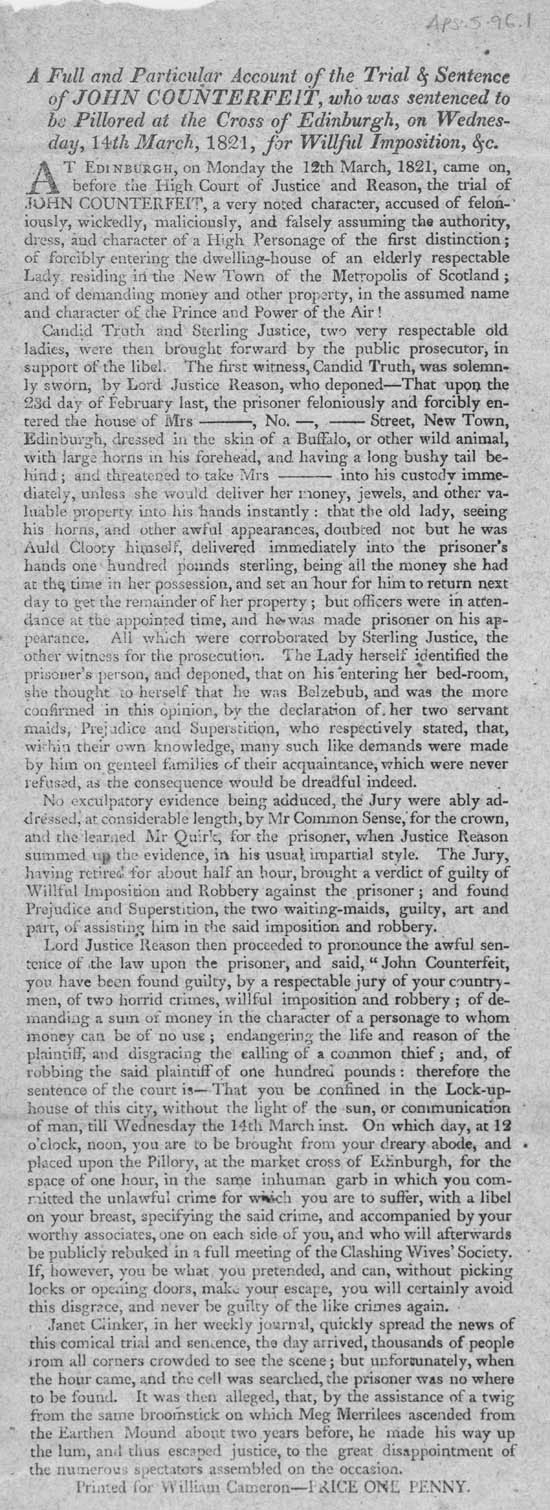 APS.5.96.1
A Full and Particular Account of the Trial & Sentence
of JOHN COUNTERFEIT, who was sentenced to
be Pillored at the Cross of Edinburgh, on Wednes-
day, 14th March, 1821, for Willful Imposition, &c.
AT EDINBURGH, on Monday the 12th March, 1821, came on,
before the High Court of Justice and Reason, the trial of
JOHN COUNTERFEIT, a very noted character, accused of felon-
iously, wickedly, maliciously, and falsely assuming the authority,
dress, and character of a High Personage of the first distinction;
of forcibly entering the dwelling-house of an elderly respectable
Lady residing in the New Town of the Metropolis of Scotland;
and of demanding money and other property, in the assumed name
and character of the Prince and Power of the Air!
Candid Truth and Sterling Justice, two very respectable old
ladies, were then brought forward by the public prosecutor, in
support of the libel. The first witness, Candid Truth, was solemn-
ly sworn, by Lord Justice Reason, who deponed—That upon the
23d day of February last, the prisoner feloniously and forcibly en-
tered the house of Mrs ———, No. —, —— Street, New Town,
Edinburgh, dressed in the skin of a Buffalo, or other wild animal,
with large horns in his forehead, and having a long bushy tail be-
hind; and threatened to take Mrs ——— into his custody imme-
diately, unless she would deliver her money, jewels, and other va-
luable property into his hands instantly: that the old lady, seeing
his horns, and other awful appearances, doubted not but he was
Auld Clooty himself, delivered immediately into the prisoner's
hands one hundred pounds sterling, being all the money she had
at the time in her possession, and set an hour for him to return next
day to get the remainder of her property; but officers were in atten-
dance at the appointed time, and he was made prisoner on his ap-
pearance. All which were corroborated by Sterling Justice, the
other witness for the prosecution. The Lady herself identified the
prisoner's person, and deponed, that on his entering her bed-room,
she thought to herself that he was Belzebub, and was the more
confirmed in this opinion, by the declaration of her two servant
maids, Prejudice and Superstition, who respectively stated, that,
within their own knowledge, many such like demands were made
by him on genteel families of their acquaintance, which were never
refused, as the consequence would be dreadful indeed.
No exculpatory evidence being adduced, the Jury were ably ad-
dressed, at considerable length, by Mr Common Sense, for the crown,
and the learned Mr Quirk, for the prisoner, when Justice Reason
summed up the evidence, in his usual impartial style. The Jury,
having retired for about half an hour, brought a verdict of guilty of
Willful Imposition and Robbery against the prisoner; and found
Prejudice and Superstition, the two waiting-maids, guilty, art and
part, of assisting him in the said imposition and robbery.
Lord Justice Reason then proceeded to pronounce the awful sen-
tence of the law upon the prisoner, and said, "John Counterfeit,
you have been found guilty, by a respectable jury of your country-
men, of two horrid crimes, willful imposition and robbery; of de-
manding a sum of money in the character of a personage to whom
money can be of no use; endangering the life and reason of the
plaintiff, and disgracing the calling of a common thief; and, of
robbing the said plaintiff of one hundred pounds: therefore the
sentence of the court is—That you be confined in the Lock-up-
house of this city, without the light of the sun, or communication
of man, till Wednesday the 14th March inst. On which day, at 12
o'clock, noon, you are to be brought from your dreary abode, and
placed upon the Pillory, at the market cross of Edinburgh, for the
space of one hour, in the same inhuman garb in which you com-
mitted the unlawful crime for which you are to suffer, with a libel
on your breast, specifying the said crime, and accompanied by your
worthy associates, one on each side of you, and who will afterwards
be publicly rebuked in a full meeting of the Clashing Wives' Society.
If, however, you be what you pretended, and can, without picking
locks or opening doors, make your escape, you will certainly avoid
this disgrace, and never be guilty of the like crimes again.
Janet Clinker, in her weekly journal, quickly spread the news of
this comical trial and sentence, the day arrived, thousands of people
from all corners crowded to see the scene; but unfortunately, when
the hour came, and the cell was searched, the prisoner was no where
to be found. It was then alleged, that, by the assistance of a twig
from the same broomstick on which Meg Merrilees ascended from
the Earthen Mound about two years before, he made his way up
the lum, and thus escaped justice, to the great disappointment of
the numerous spectators assembled on the occasion.
Printed for William Cameron—PRICE ONE PENNY.